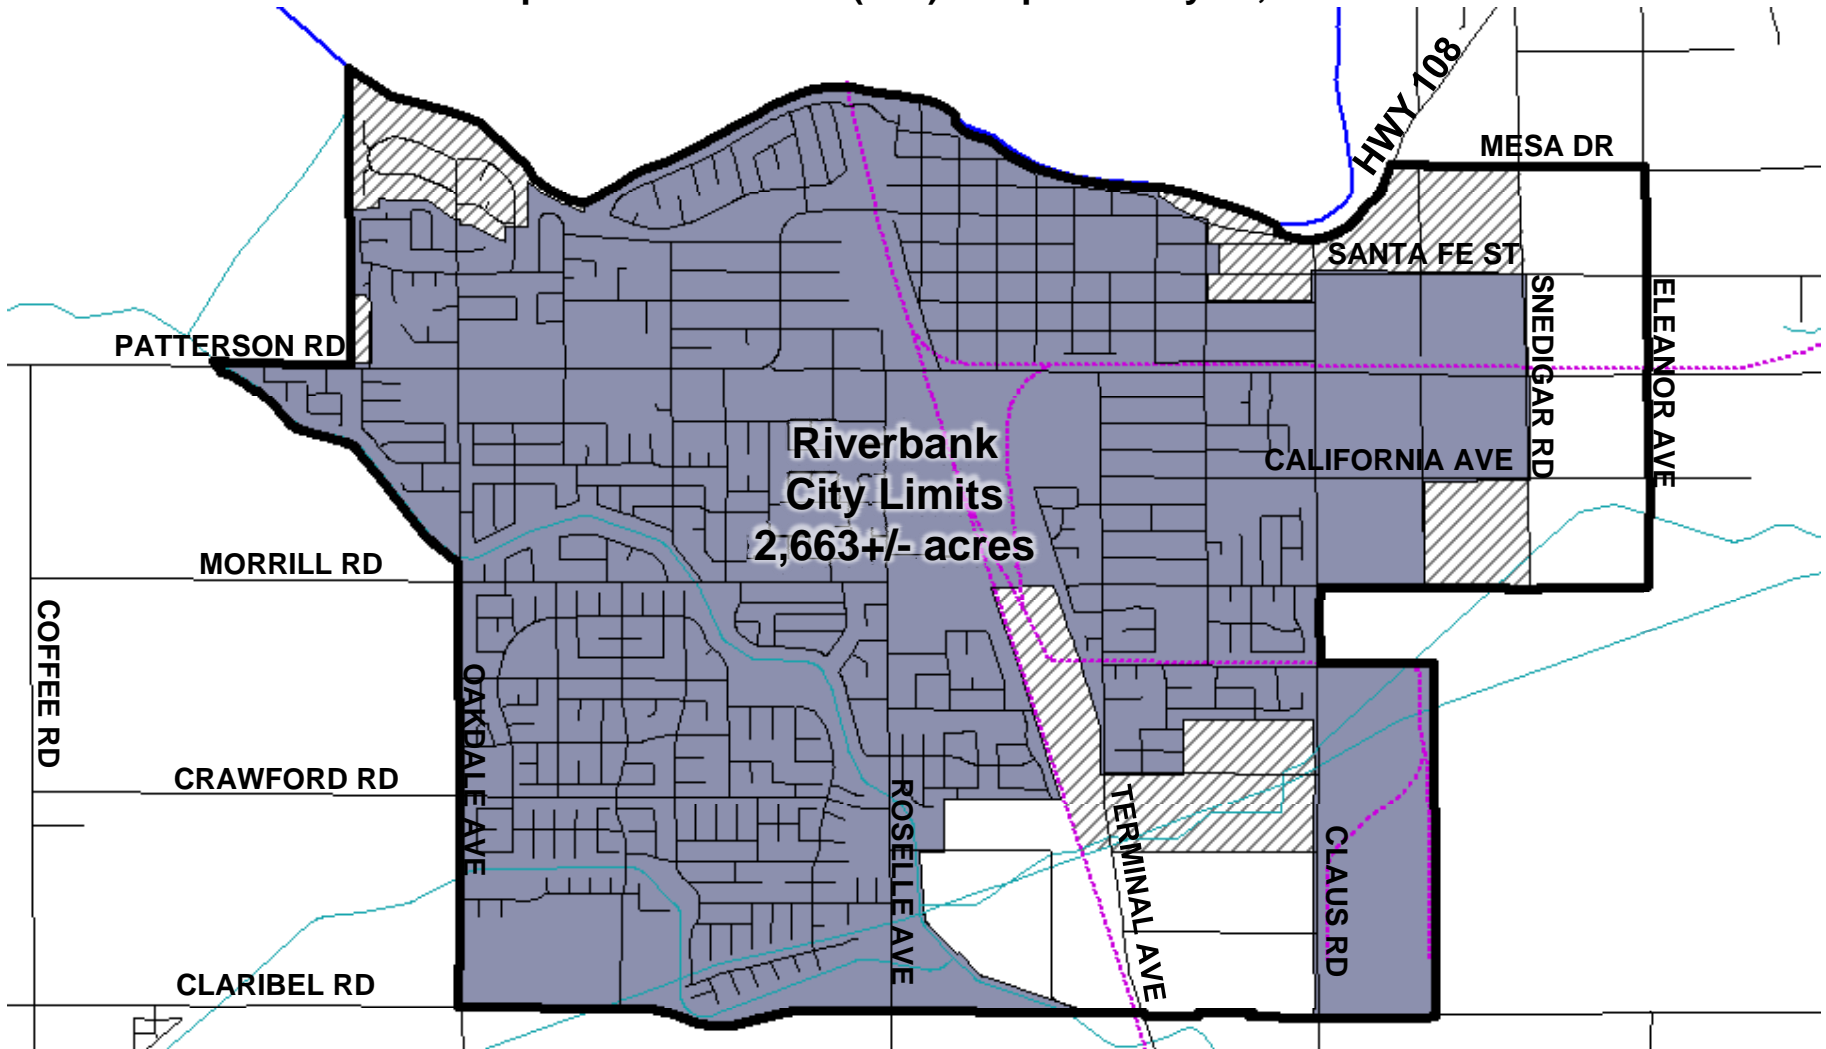 HWY 108
MESA DR
SANTA FE ST
SNEDIGAR RD
ELEANOR AVE
PATTERSON RD
Riverbank
City Limits
2,663+/- acres
CALIFORNIA AVE
MORRILL RD
COFFEE RD
OAKDALE AVE
CRAWFORD RD
ROSELLE AVE
TERMINAL AVE
CLAUS RD
CLARIBEL RD